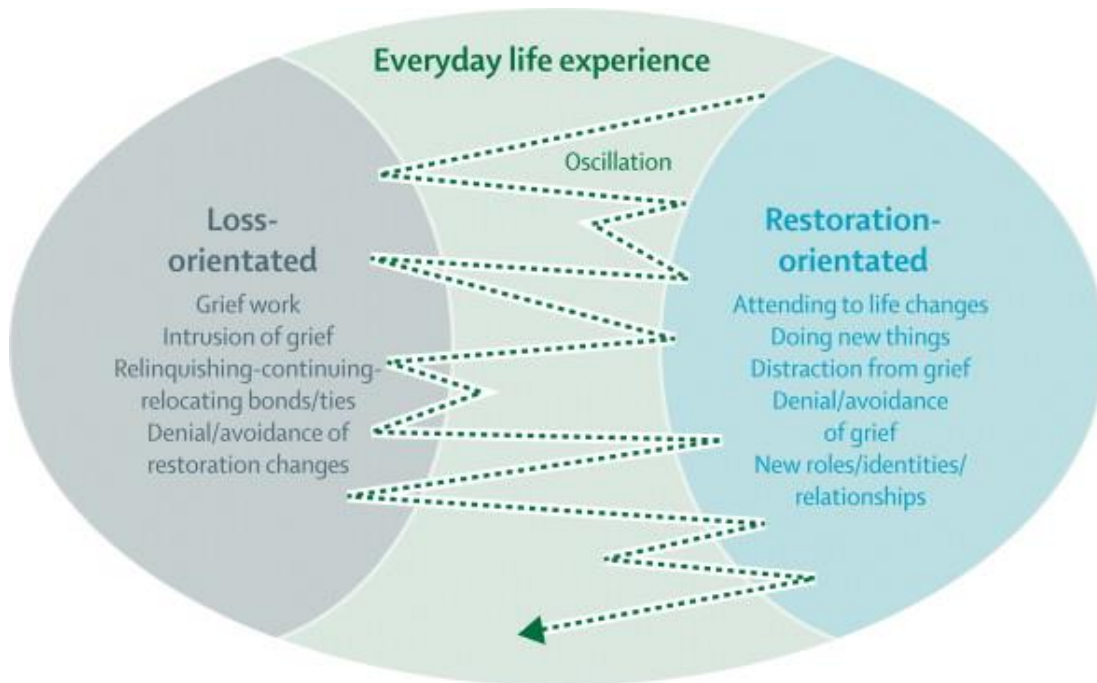 Everyday life experience
Oscillation
Loss-
orientated
Grief work
Intrusion of grief
Relinquishing-continuing-
relocating bonds/ties
Denial/avoidance of
restoration changes
Restoration-
orientated
Attending to life changes
Doing new things
Distraction from grief
Denial/avoidance
of grief
New roles/identities/
relationships